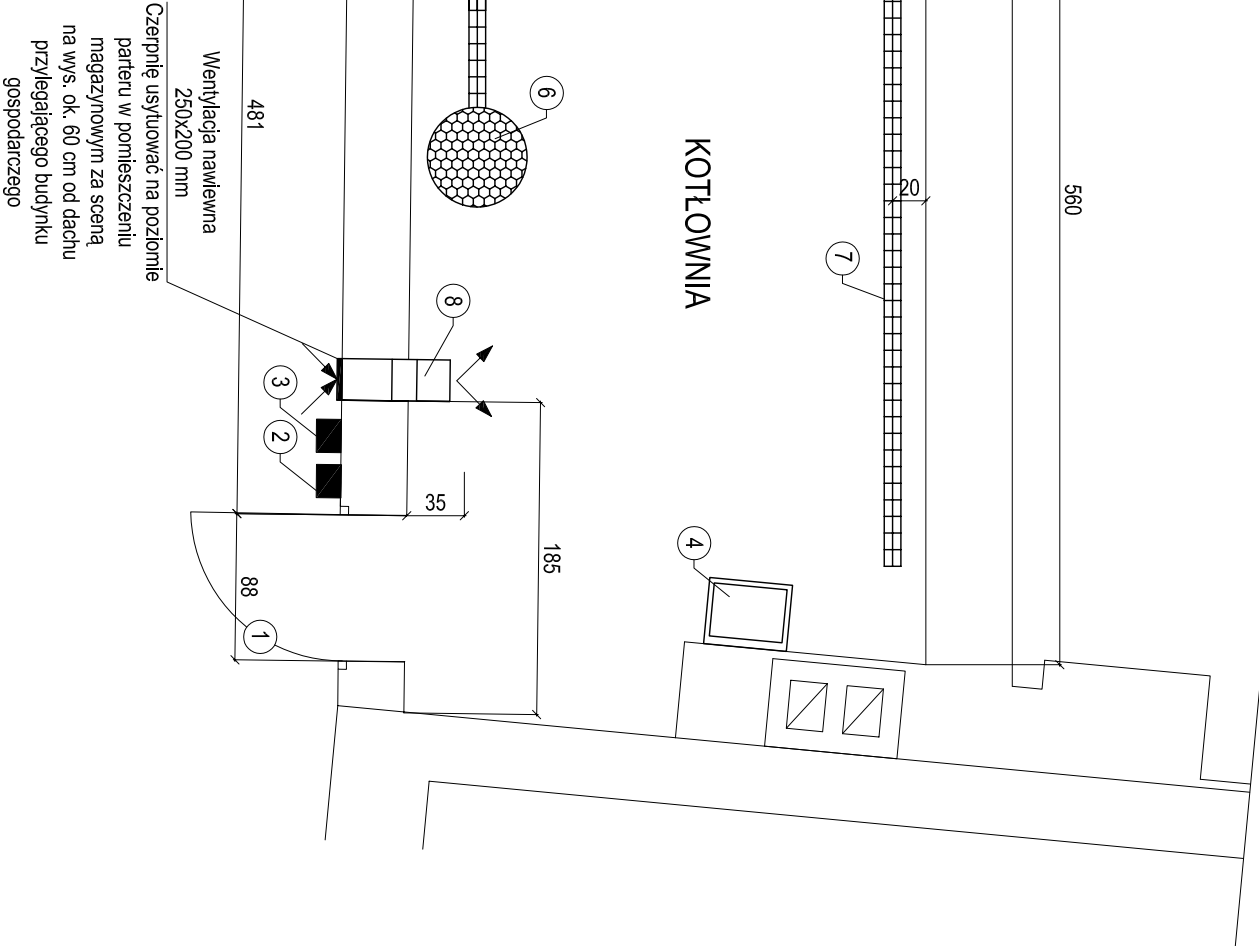 Wentylacja nawiewna
250x200 mm
Czerpnię usytuować na poziomie
parteru w pomieszczeniu
magazynowym za sceną
na wys. ok. 60 cm od dachu
przylegającego budynku
gospodarczego
481
6
KOTŁOWNIA
20
560
7
8
3
2
35
185
4
88
1